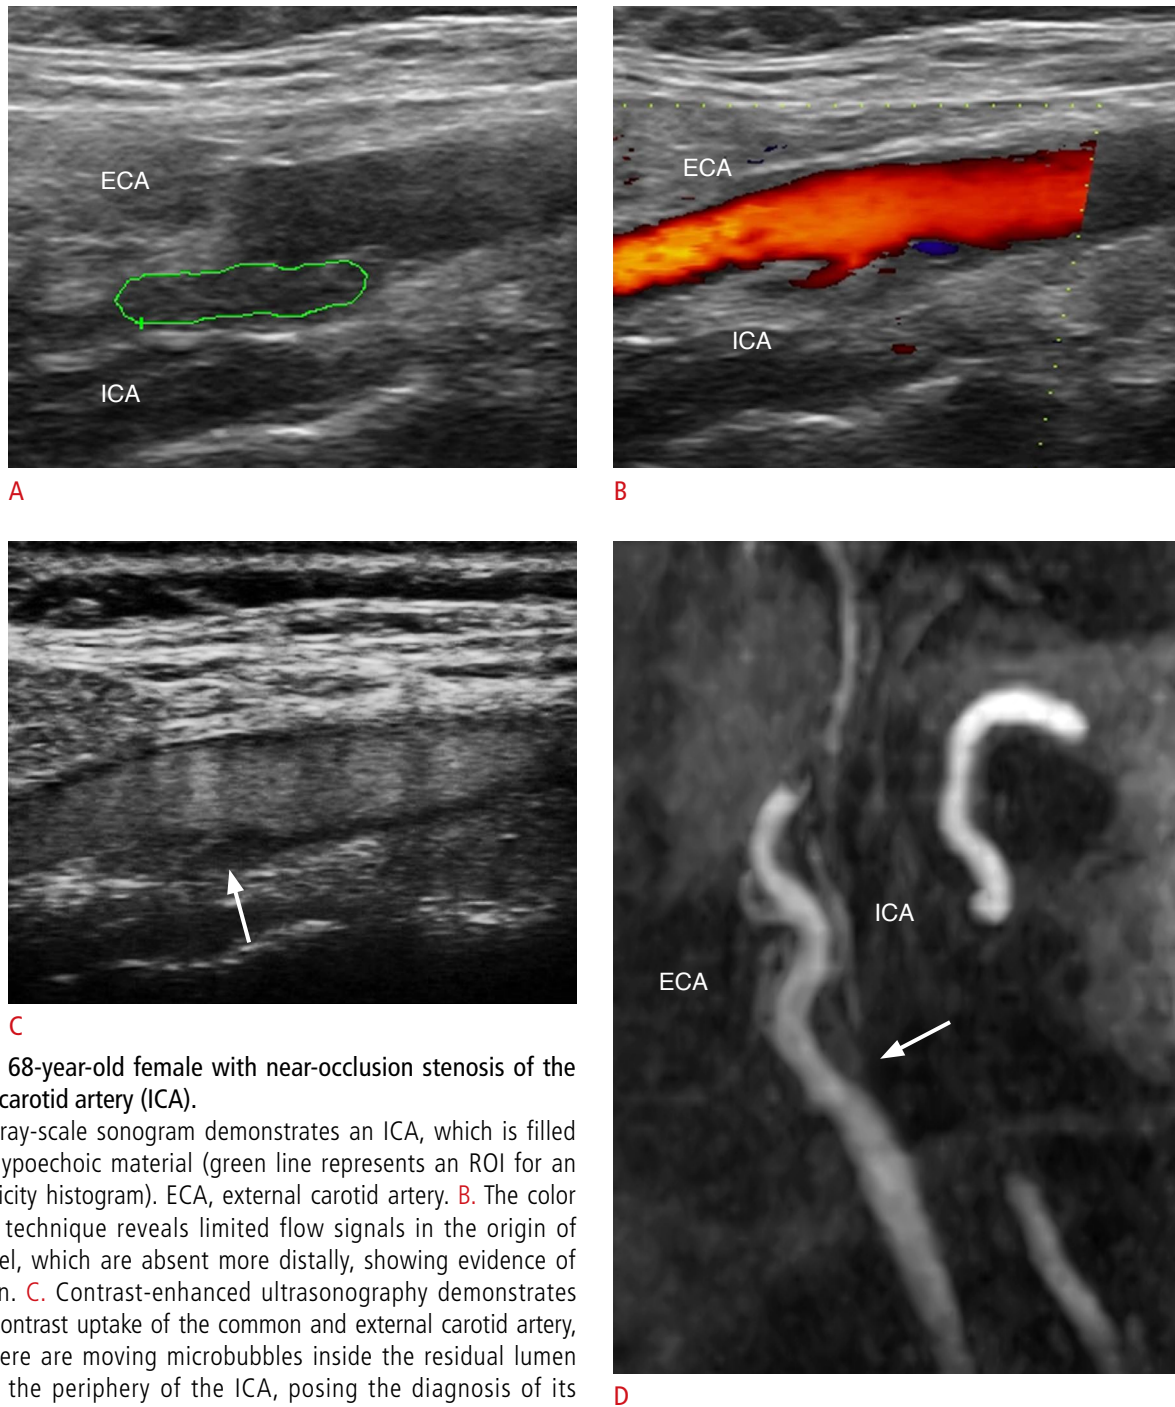 ECA
ICA
A
ECA
ICA
B
C
ICA
ECA
D
68-year-old female with near-occlusion stenosis of the
carotid artery (ICA).
ray-scale sonogram demonstrates an ICA, which is filled
ypoechoic material (green line represents an ROI for an
icity histogram). ECA, external carotid artery. B. The color
technique reveals limited flow signals in the origin of
el, which are absent more distally, showing evidence of
n. C. Contrast-enhanced ultrasonography demonstrates
ontrast uptake of the common and external carotid artery,
ere are moving microbubbles inside the residual lumen
the periphery of the ICA, posing the diagnosis of its